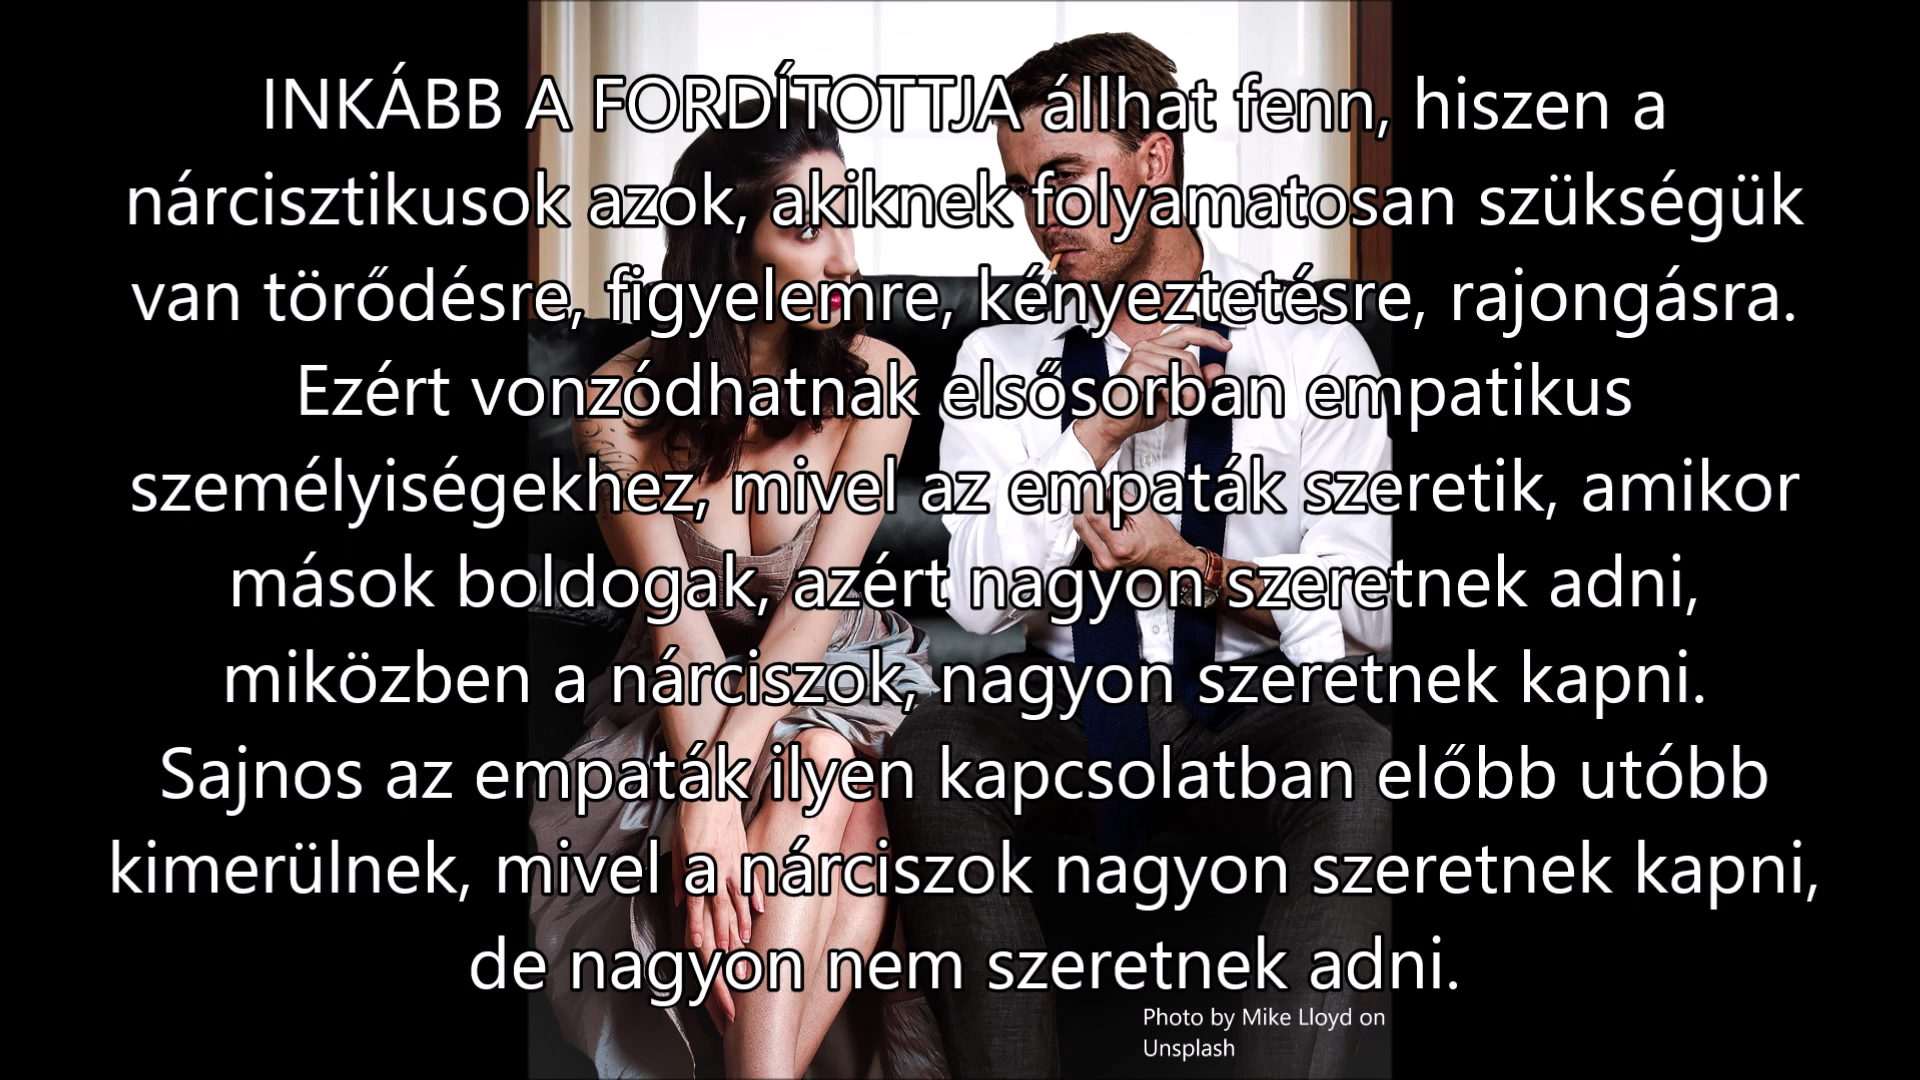 INKÁBB A FORDÍTOTTJA állhat fenn, hiszen a
nárcisztikusok azok, akiknek folyamatosan szükségük
van törődésre, figyelemre, kényeztetésre, rajongásra.
Ezért vonzódhatnak elsősorban empatikus
személyiségekhez, mivel az empaták szeretik, amikor
mások boldogak, azért nagyon szeretnek adni,
miközben a nárciszok, nagyon szeretnek kapni.
Sajnos az empaták ilyen kapcsolatban előbb utóbb
kimerülnek, mivel a nárciszok nagyon szeretnek kapni,
de nagyon nem szeretnek adni.
Photo by Mike Lloyd on
Unsplash